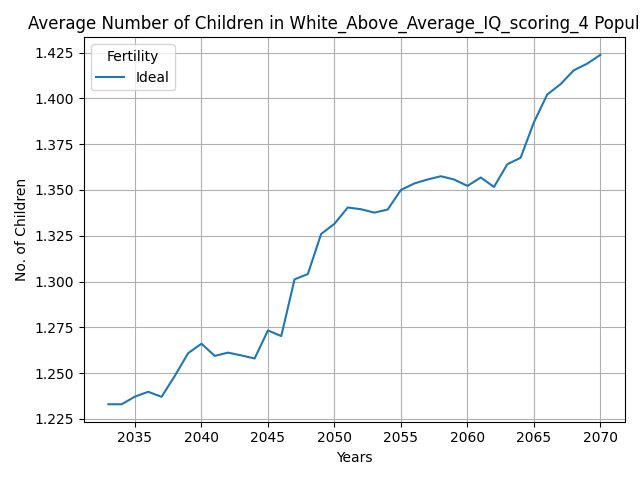 Average Number of Children in White_Above_Average_IQ_scoring_4 Popul
Fertility
Ideal
No. of Children
1.425
1.400
1.375
1.350
1.325
1.300
1.275
1.250
1.225
2035 2040 2045 2050 2055 2060 2065 2070
Years